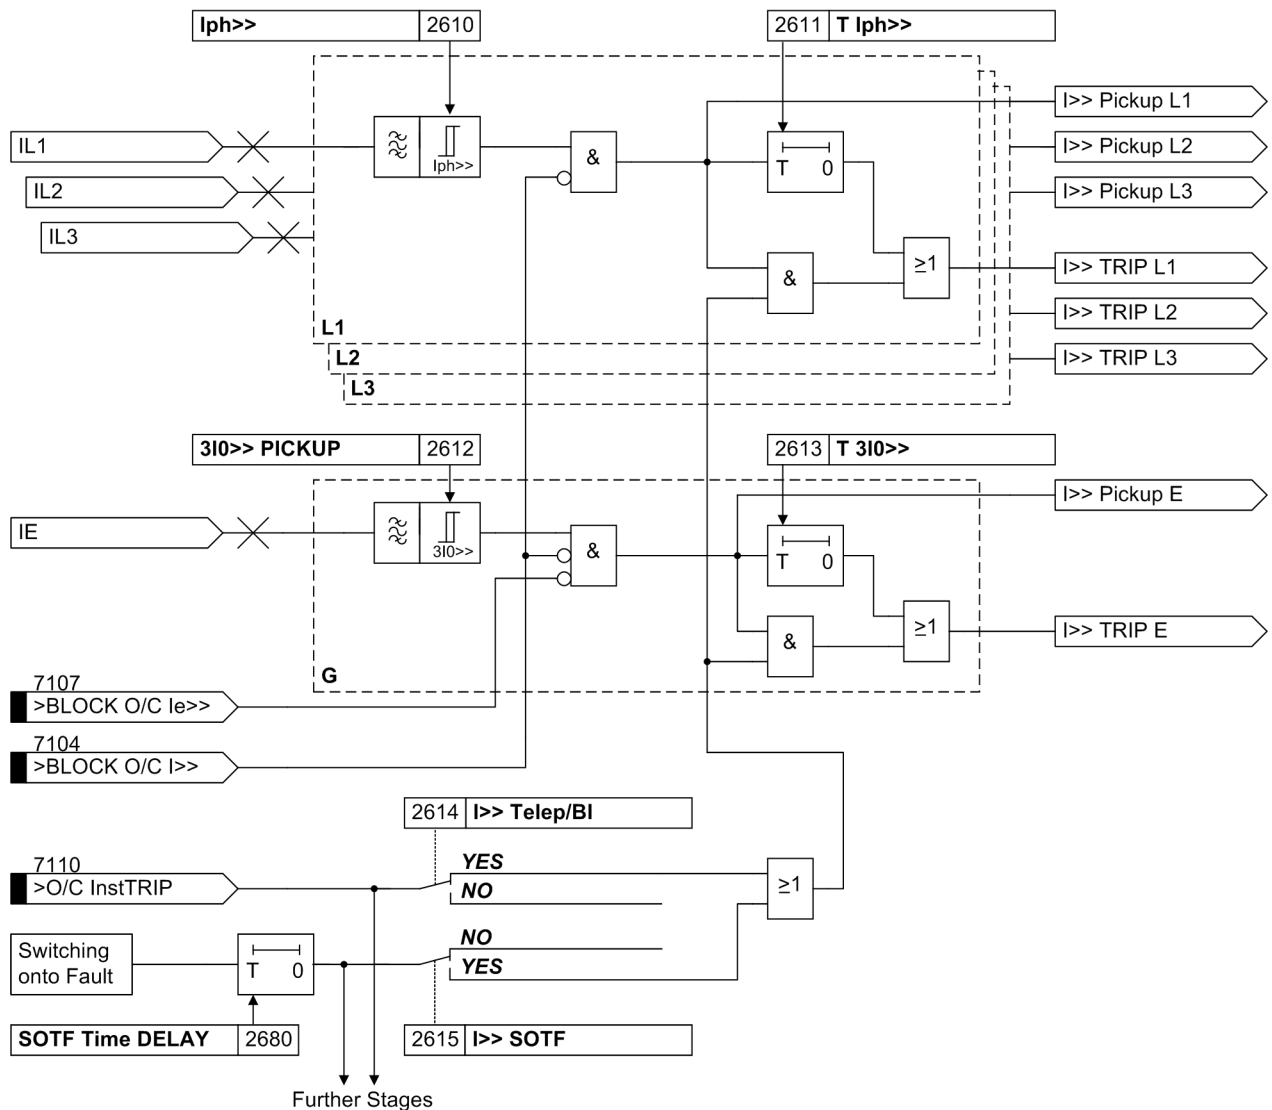 Iph>> 2610
2611 T Iph>>
I>> Pickup L1
IL1
Iph>>
&
T 0
I>> Pickup L2
IL2
I>> Pickup L3
IL3
&
≥1
I>> TRIP L1
I>> TRIP L2
L1
L2
I>> TRIP L3
L3
3I0>> PICKUP 2612
2613 T 3I0>>
I>> Pickup E
IE
3I0>>
&
T 0
&
≥1
I>> TRIP E
G
7107
>BLOCK O/C Ie>>
7104
>BLOCK O/C I>>
2614 I>> Telep/BI
7110
>O/C InstTRIP
YES
NO
≥1
Switching
onto Fault
T 0
NO
YES
SOTF Time DELAY 2680
2615 I>> SOTF
Further Stages